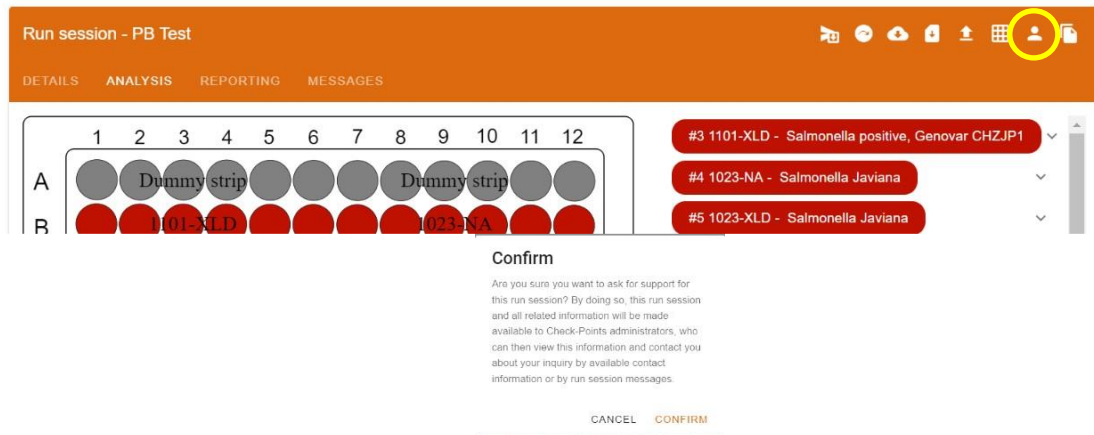 Run session - PB Test
DETAILS ANALYSIS REPORTING MESSAGES
1 2 3 4 5 6 7 8 9 10 11 12
#3 1101-XLD - Salmonella positive, Genovar CHZJP1
A Dummy strip Dummy strip
#4 1023-NA - Salmonella Javiana
#5 1023-XLD - Salmonella Javiana
B 1101-XLD 1023-NA
Confirm
Are you sure you want to ask for support for
this run session? By doing so, this run session
and all related information will be made
available to Check-Points administrators, who
can then view this information and contact you
about your inquiry by available contact
information or by run session messages.
CANCEL CONFIRM